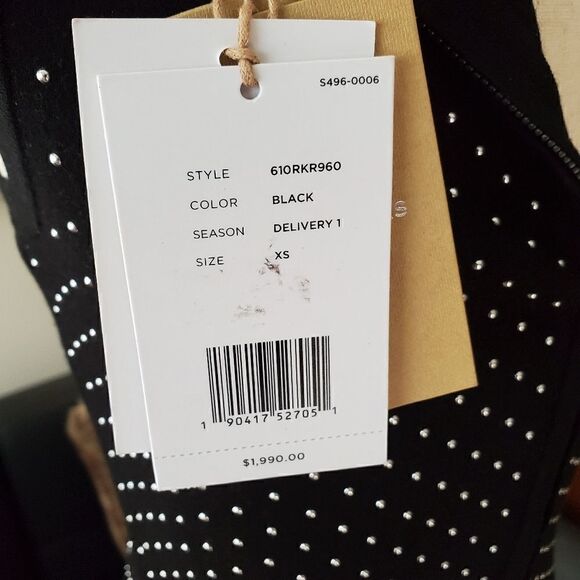 S496-0006
STYLE 610RKR960
COLOR BLACK
SEASON DELIVERY 1
SIZE XS
1 90417 52705 1
$1,990.00
S